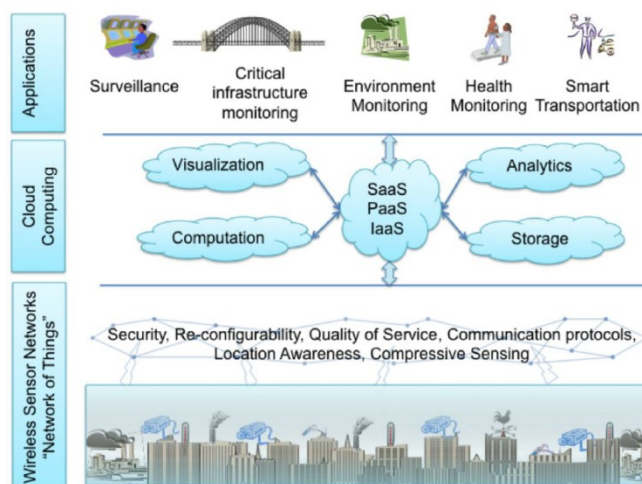 Applications
Surveillance
Critical
infrastructure
monitoring
Environment
Monitoring
Health
Monitoring
Smart
Transportation
Cloud
Computing
Visualization
Computation
SaaS
PaaS
IaaS
Analytics
Storage
Wireless Sensor Networks
“Network of Things”
Security, Re-configurability, Quality of Service, Communication protocols,
Location Awareness, Compressive Sensing